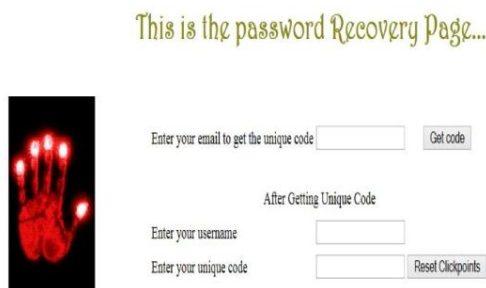 This is the password Recovery Page...
Enter your email to get the unique code Get code
After Getting Unique Code
Enter your username
Enter your unique code Reset Clickpoints